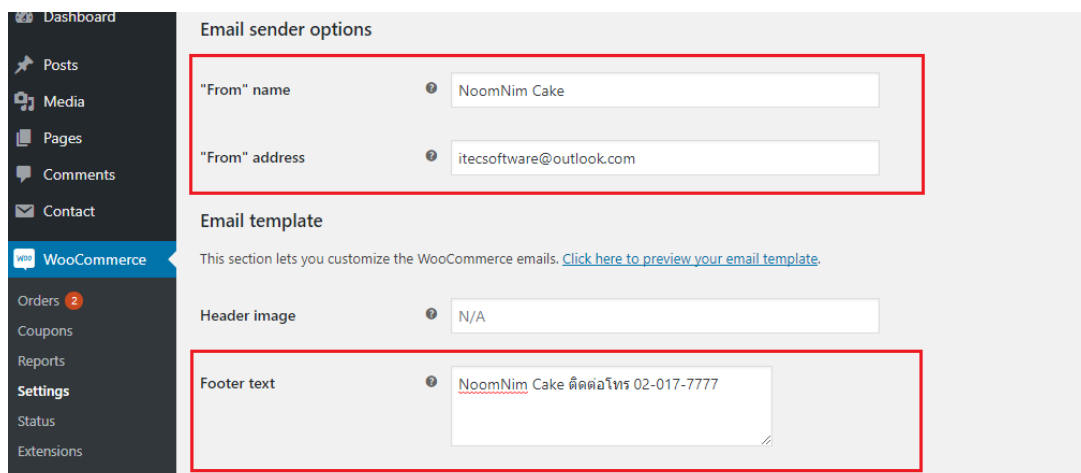 Dashboard
Posts
Media
Pages
Comments
Contact
Woo WooCommerce
Orders 2
Coupons
Reports
Settings
Status
Extensions
Email sender options
"From" name ? NoomNim Cake
"From" address ? itecsoftware@outlook.com
Email template
This section lets you customize the WooCommerce emails. Click here to preview your email template.
Header image ? N/A
Footer text ? NoomNim Cake ติดต่อโทร 02-017-7777